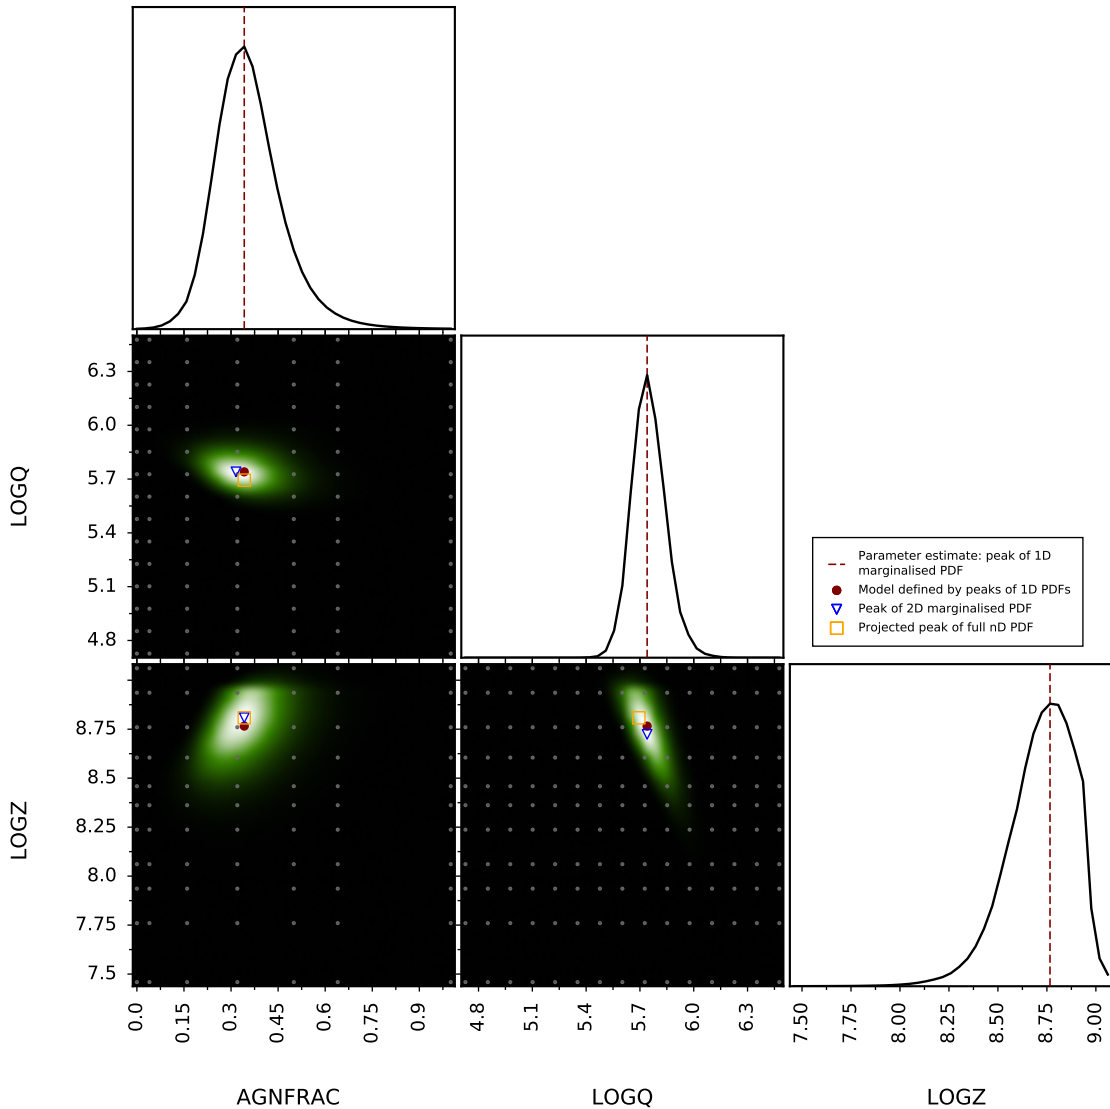 6.3
6.0
5.7
5.4
5.1
4.8
LOGQ
Parameter estimate: peak of 1D
marginalised PDF
Model defined by peaks of 1D PDFs
Peak of 2D marginalised PDF
Projected peak of full nD PDF
8.75
8.5
8.25
8.0
7.75
7.5
LOGZ
0.0 0.15 0.3 0.45 0.75 0.9
4.8 5.1 5.4 5.7 6.0 6.3
7.50 7.75 8.00 8.25 8.50 8.75 9.00
AGNFRAC LOGQ LOGZ